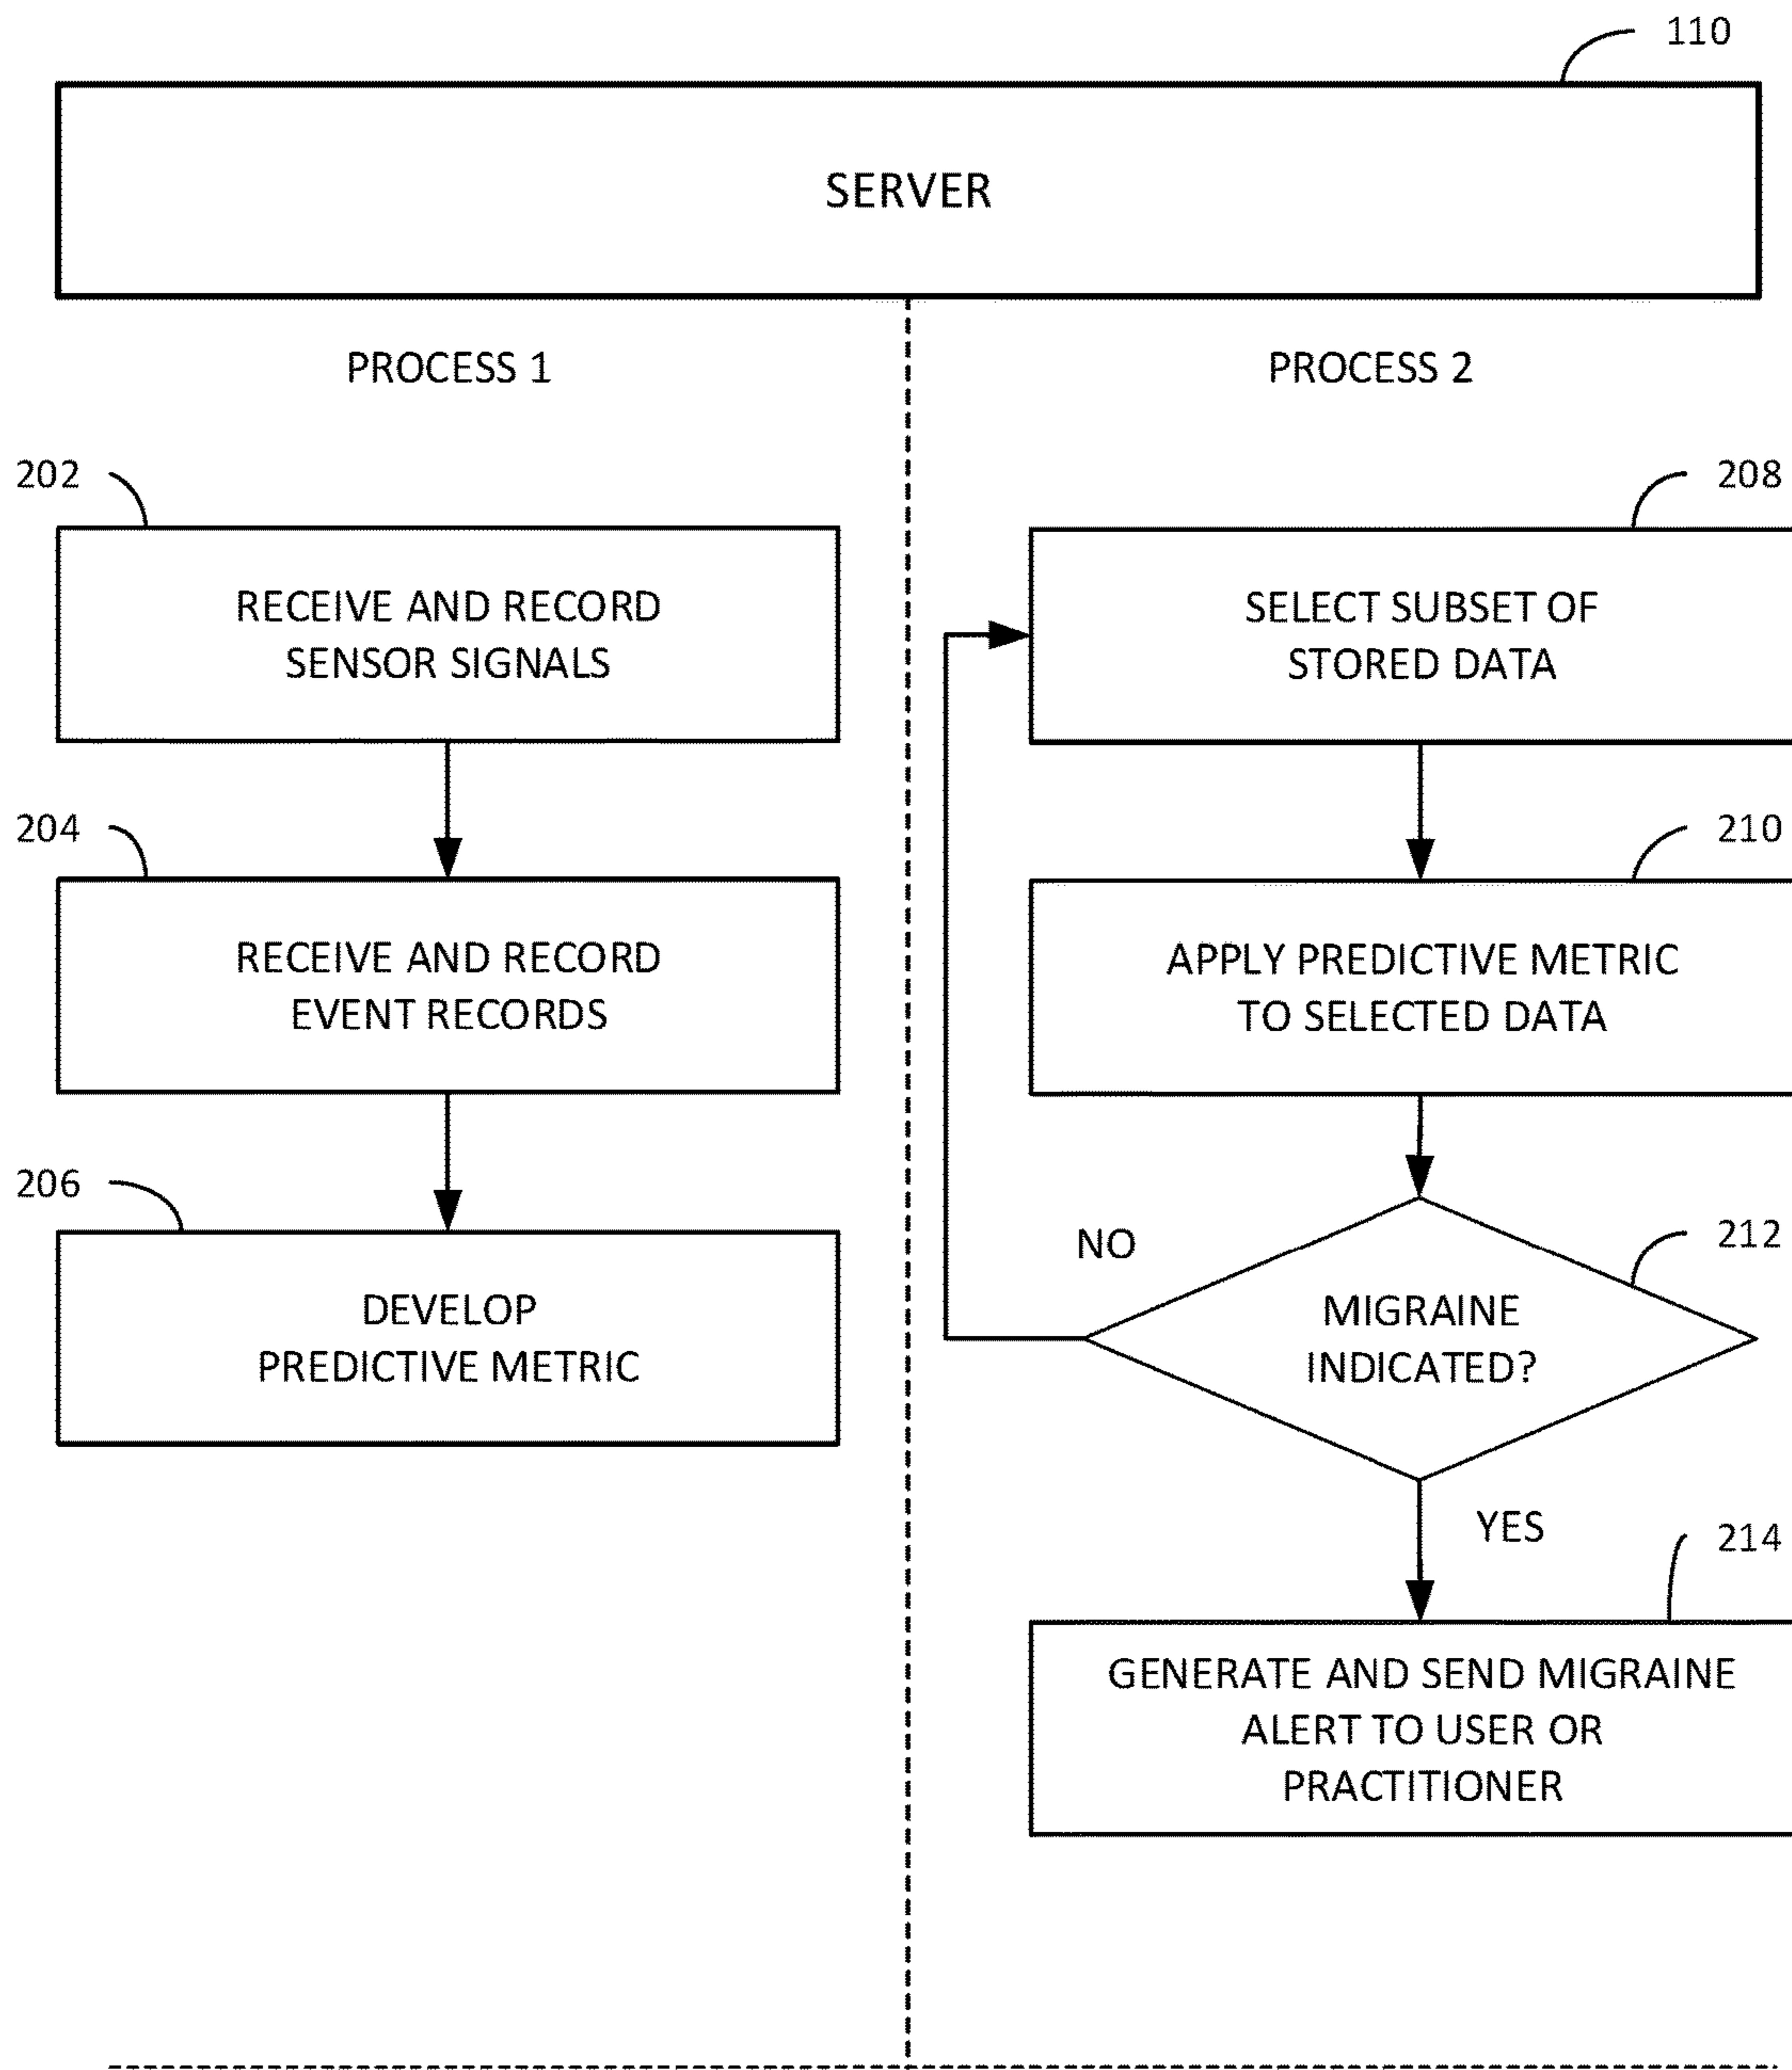 110
SERVER
PROCESS 1
202
RECEIVE AND RECORD
SENSOR SIGNALS
204
RECEIVE AND RECORD
EVENT RECORDS
206
DEVELOP
PREDICTIVE METRIC
PROCESS 2
208
SELECT SUBSET OF
STORED DATA
210
APPLY PREDICTIVE METRIC
TO SELECTED DATA
NO
212
MIGRAINE
INDICATED?
YES
214
GENERATE AND SEND MIGRAINE
ALERT TO USER OR
PRACTITIONER